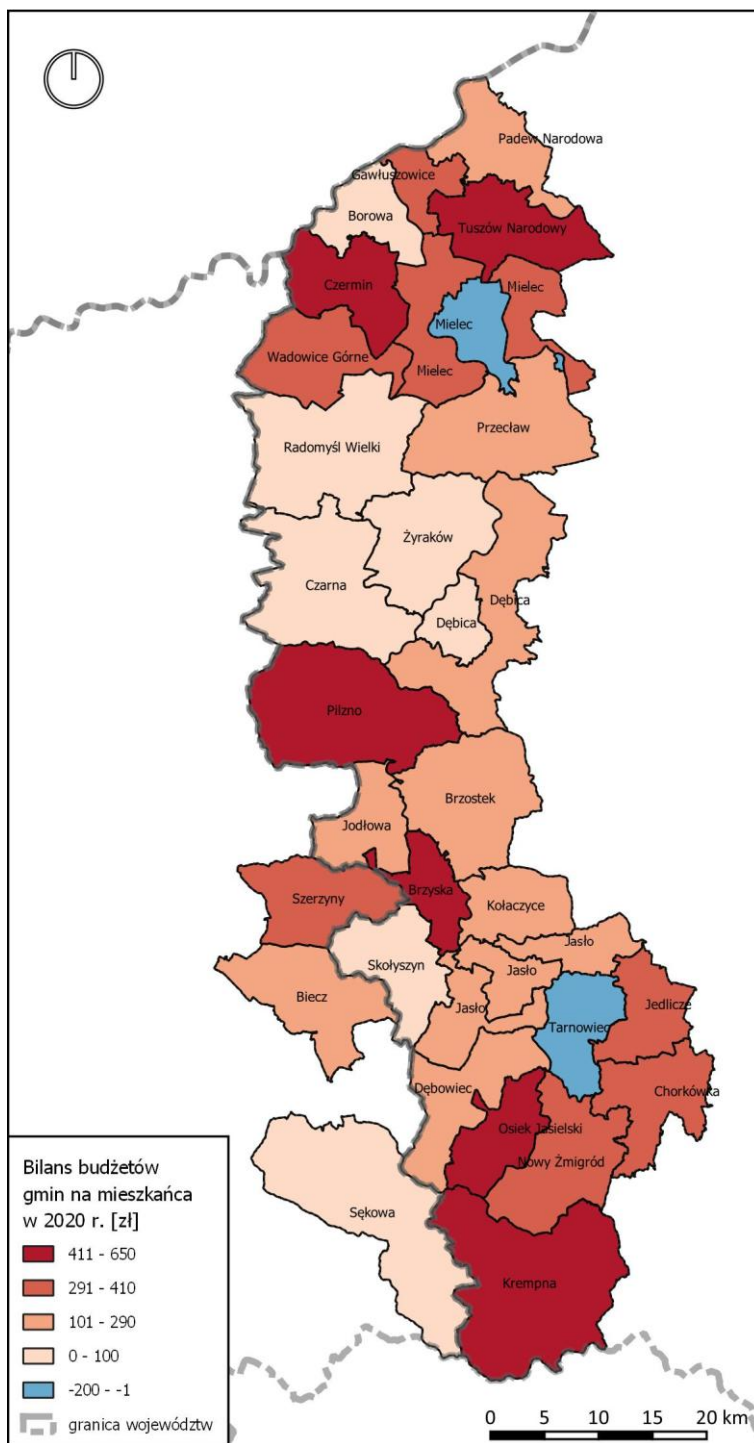 Padew Narodowa
Gawłuszowice
Borowa
Tuszów Narodowy
Czermin
Mielec
Mielec
Wadowice Górne
Mielec
Przecław
Radomyśl Wielki
Żyraków
Czarna
Dębica
Dębica
Pilzno
Brzostek
Jodłowa
Brzyska
Szerzyny
Kołaczyce
Jasło
Skołyszyn
Jasło
Biecz
Jasło
Jedlicze
Tarnowiec
Dębowiec
Chorkówka
Osiek Jasielski
Nowy Żmigród
Sękowa
Krempna
Bilans budżetów
gmin na mieszkańca
w 2020 r. [zł]
411 - 650
291 - 410
101 - 290
0 - 100
-200 - -1
granica województw
0 5 10 15 20 km